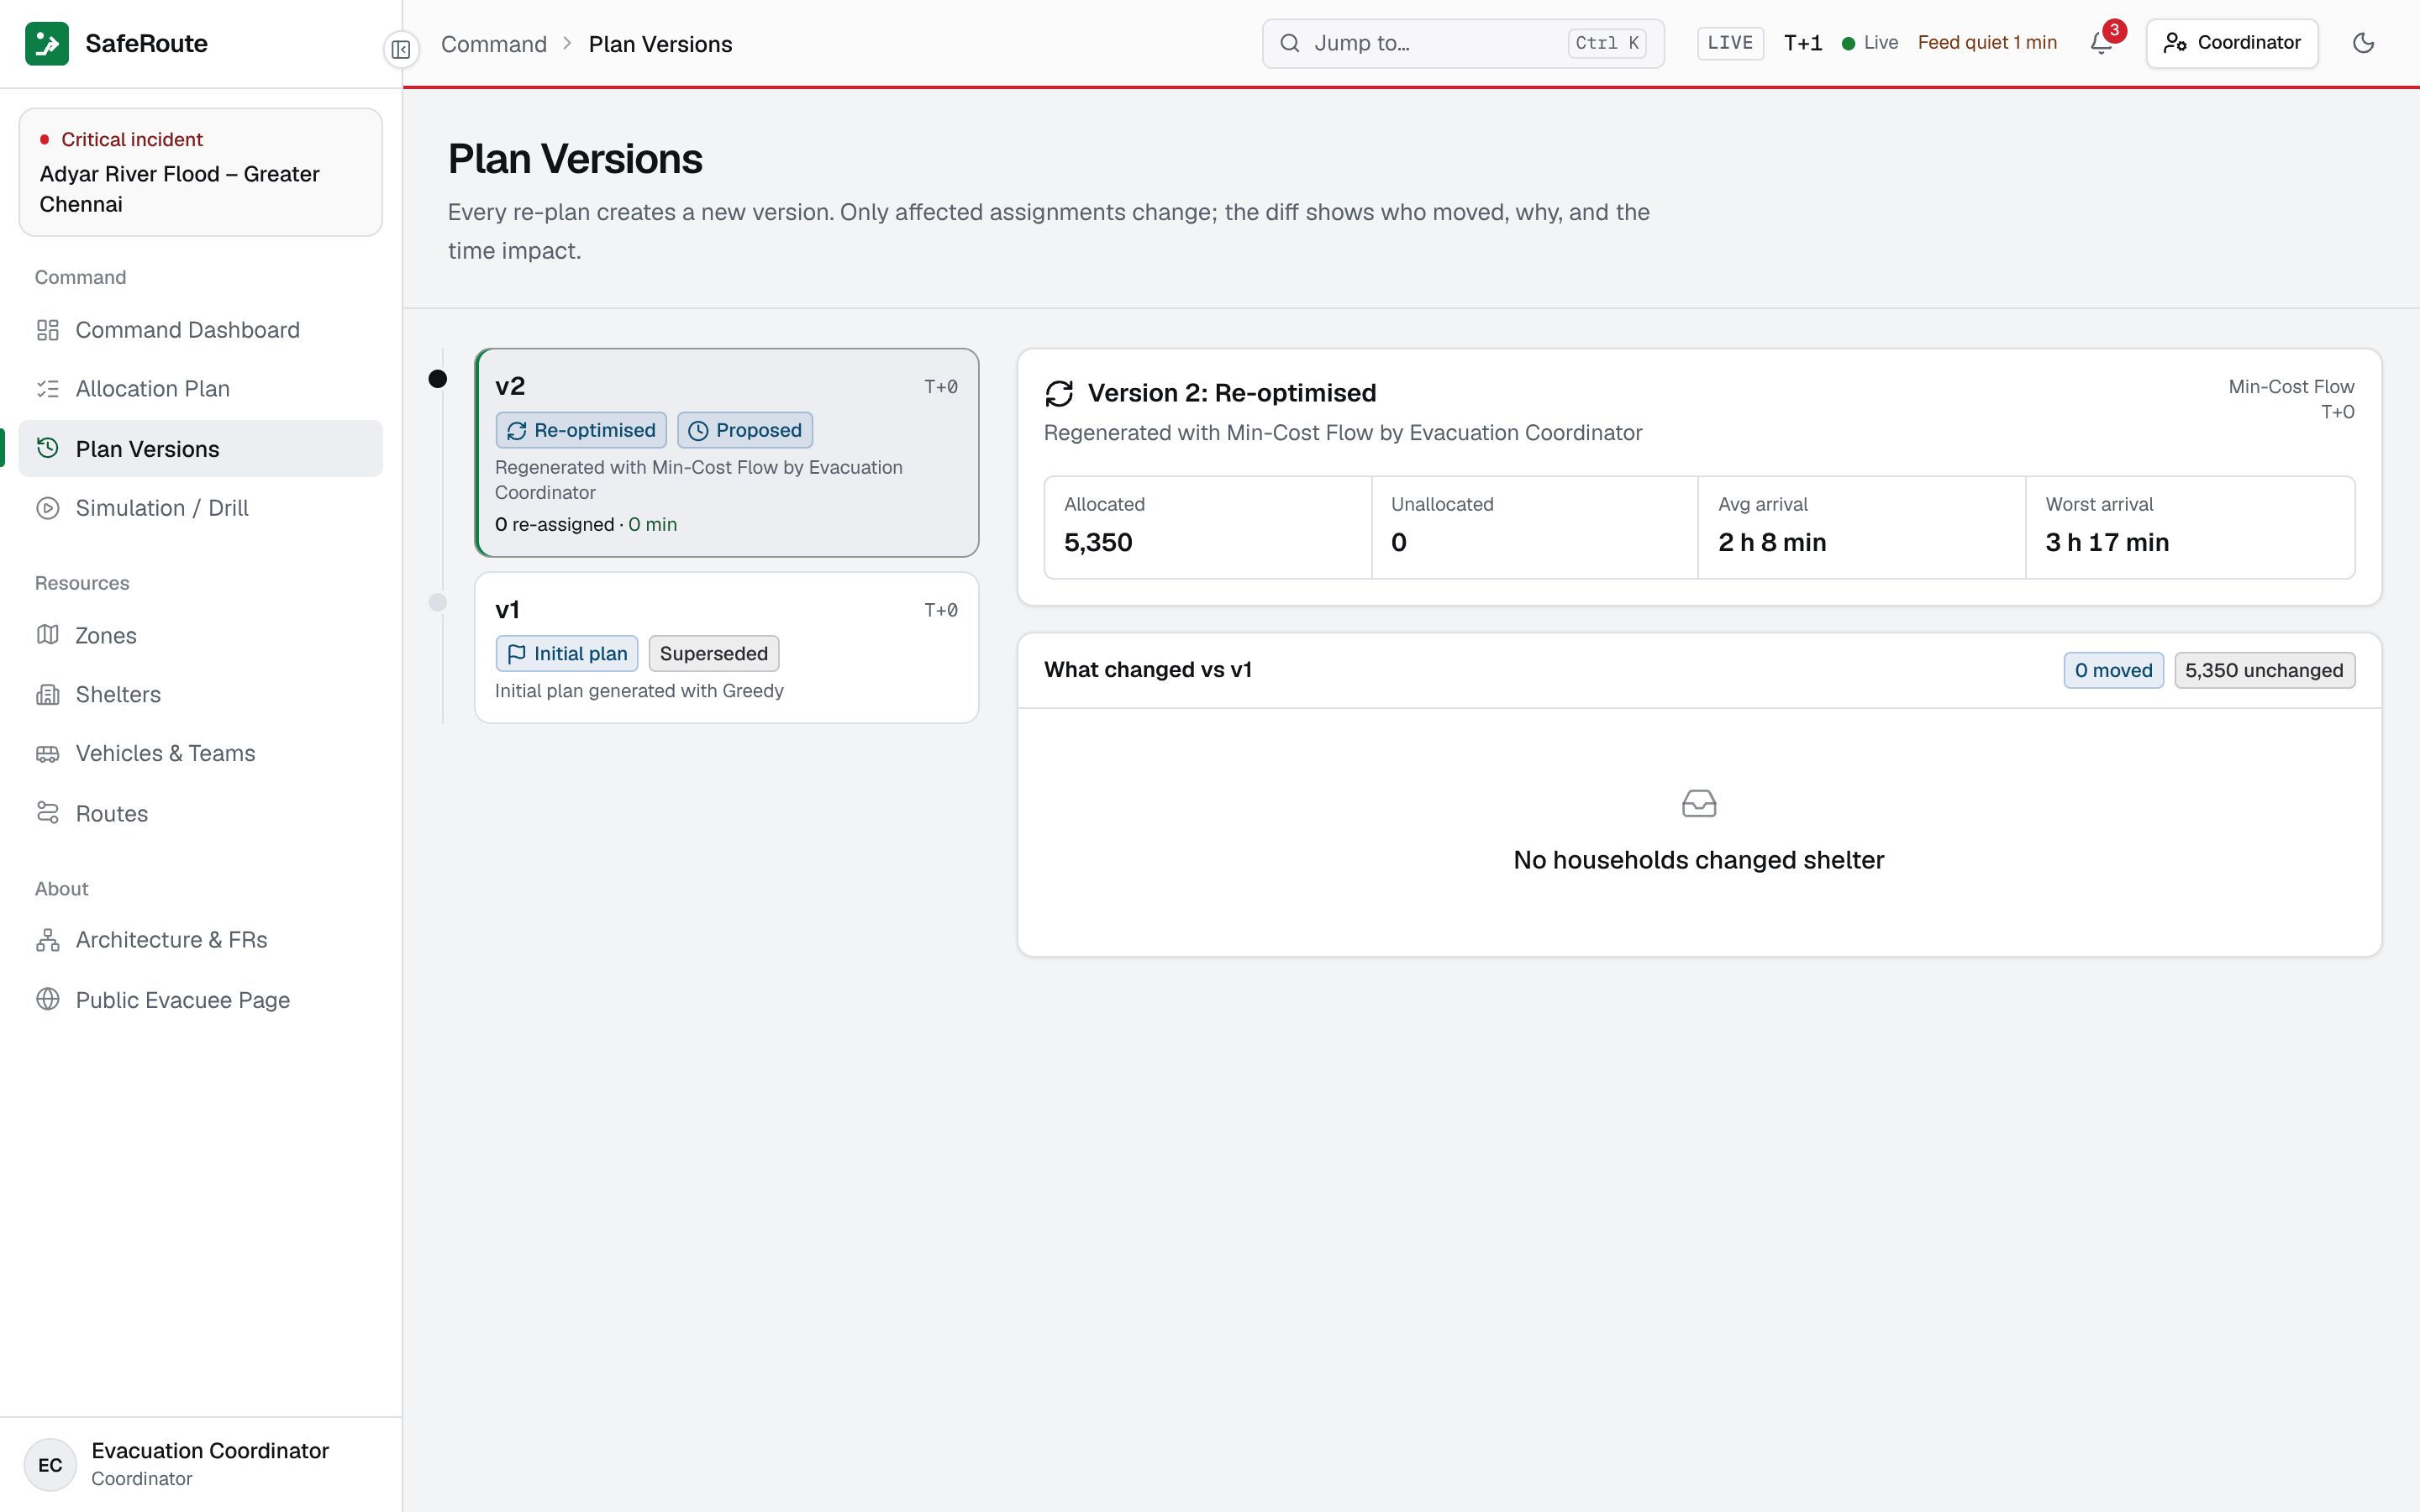 SafeRoute
Command > Plan Versions
Jump to...
Ctrl K
LIVE
T+1
Live
Feed quiet 1 min
3
Coordinator
Critical incident
Adyar River Flood – Greater
Chennai
Command
Command Dashboard
Allocation Plan
Plan Versions
Simulation / Drill
Resources
Zones
Shelters
Vehicles & Teams
Routes
About
Architecture & FRs
Public Evacuee Page
EC
Evacuation Coordinator
Coordinator
Plan Versions
Every re-plan creates a new version. Only affected assignments change; the diff shows who moved, why, and the
time impact.
v2
T+0
Re-optimised
Proposed
Regenerated with Min-Cost Flow by Evacuation
Coordinator
0 re-assigned · 0 min
v1
T+0
Initial plan
Superseded
Initial plan generated with Greedy
Version 2: Re-optimised
Min-Cost Flow
T+0
Regenerated with Min-Cost Flow by Evacuation Coordinator
Allocated
5,350
Unallocated
0
Avg arrival
2 h 8 min
Worst arrival
3 h 17 min
What changed vs v1
0 moved
5,350 unchanged
No households changed shelter